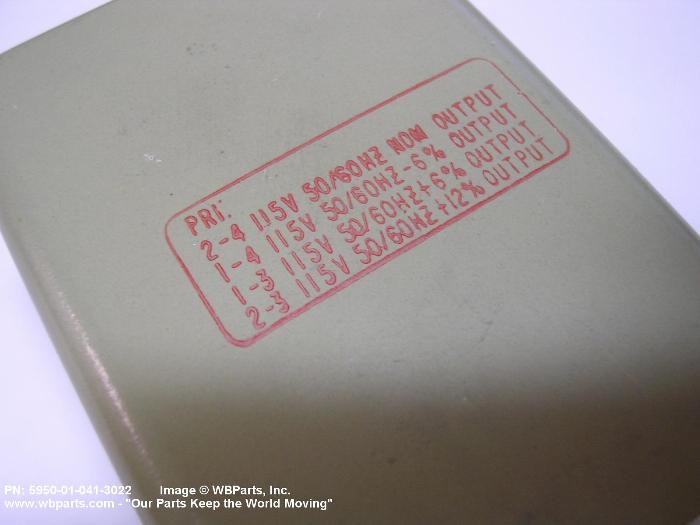 PRI:
2-4 115V 50/60HZ NOM OUTPUT
1-4 115V 50/60HZ-6% OUTPUT
1-3 115V 50/60HZ+6% OUTPUT
2-3 115V 50/60HZ+12% OUTPUT
PN: 5950-01-041-3022 Image © WBParts, Inc.
www.wbparts.com - "Our Parts Keep the World Moving"